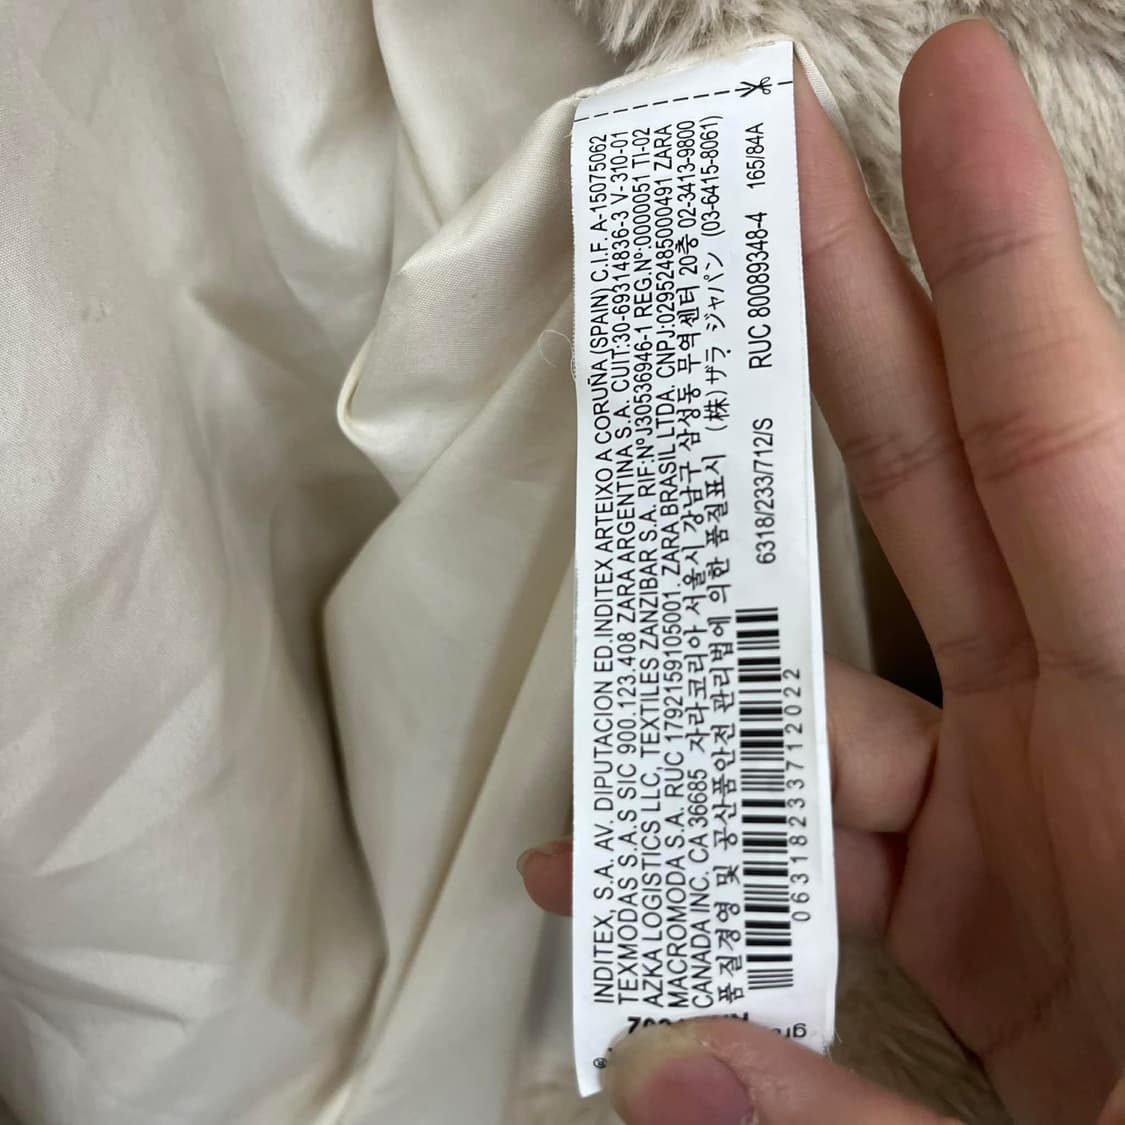 INDITEX, S.A. AV. DIPUTACION ED.INDITEX ARTEIXO A CORUÑA (SPAIN) C.I.F. A-15075062
TEXMODAS S.A.S SIC 900.123.408 ZARA ARGENTINA S.A. CUIT:30-69314836-3 V-310-01
AZKA LOGISTICS LLC, TEXTILES ZANZIBAR S.A. RIF:NºJ30536946-1 REG.Nº:0000051 TI-02
MACROMODA S.A. RUC 1792159105001. ZARA BRASIL LTDA. CNPJ:02952485000491 ZARA
CANADA INC. CA 36685 자라코리아 서울시 강남구 삼성동 무역센터 20층 02-3413-9800
품질경영 및 공산품안전 관리법에 의한 품질표시 (株)ザラ ジャパン (03-6415-8061)
6318/233/712/S RUC 80089348-4 165/84A
06318233712022